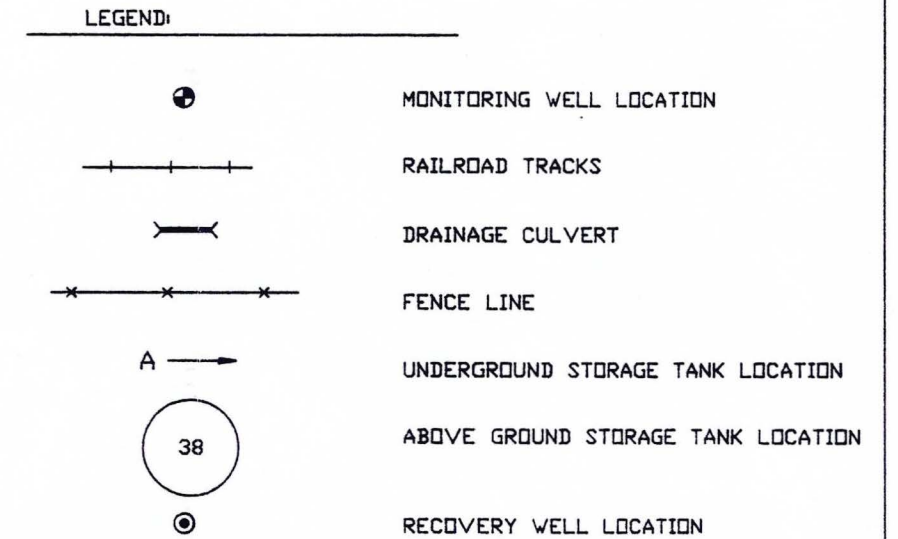 LEGEND:
MONITORING WELL LOCATION
RAILROAD TRACKS
DRAINAGE CULVERT
FENCE LINE
A UNDERGROUND STORAGE TANK LOCATION
38 ABOVE GROUND STORAGE TANK LOCATION
RECOVERY WELL LOCATION